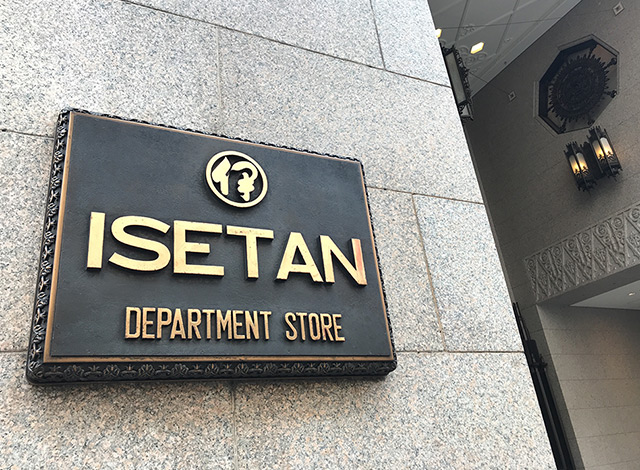 伊
ISETAN
DEPARTMENT STORE